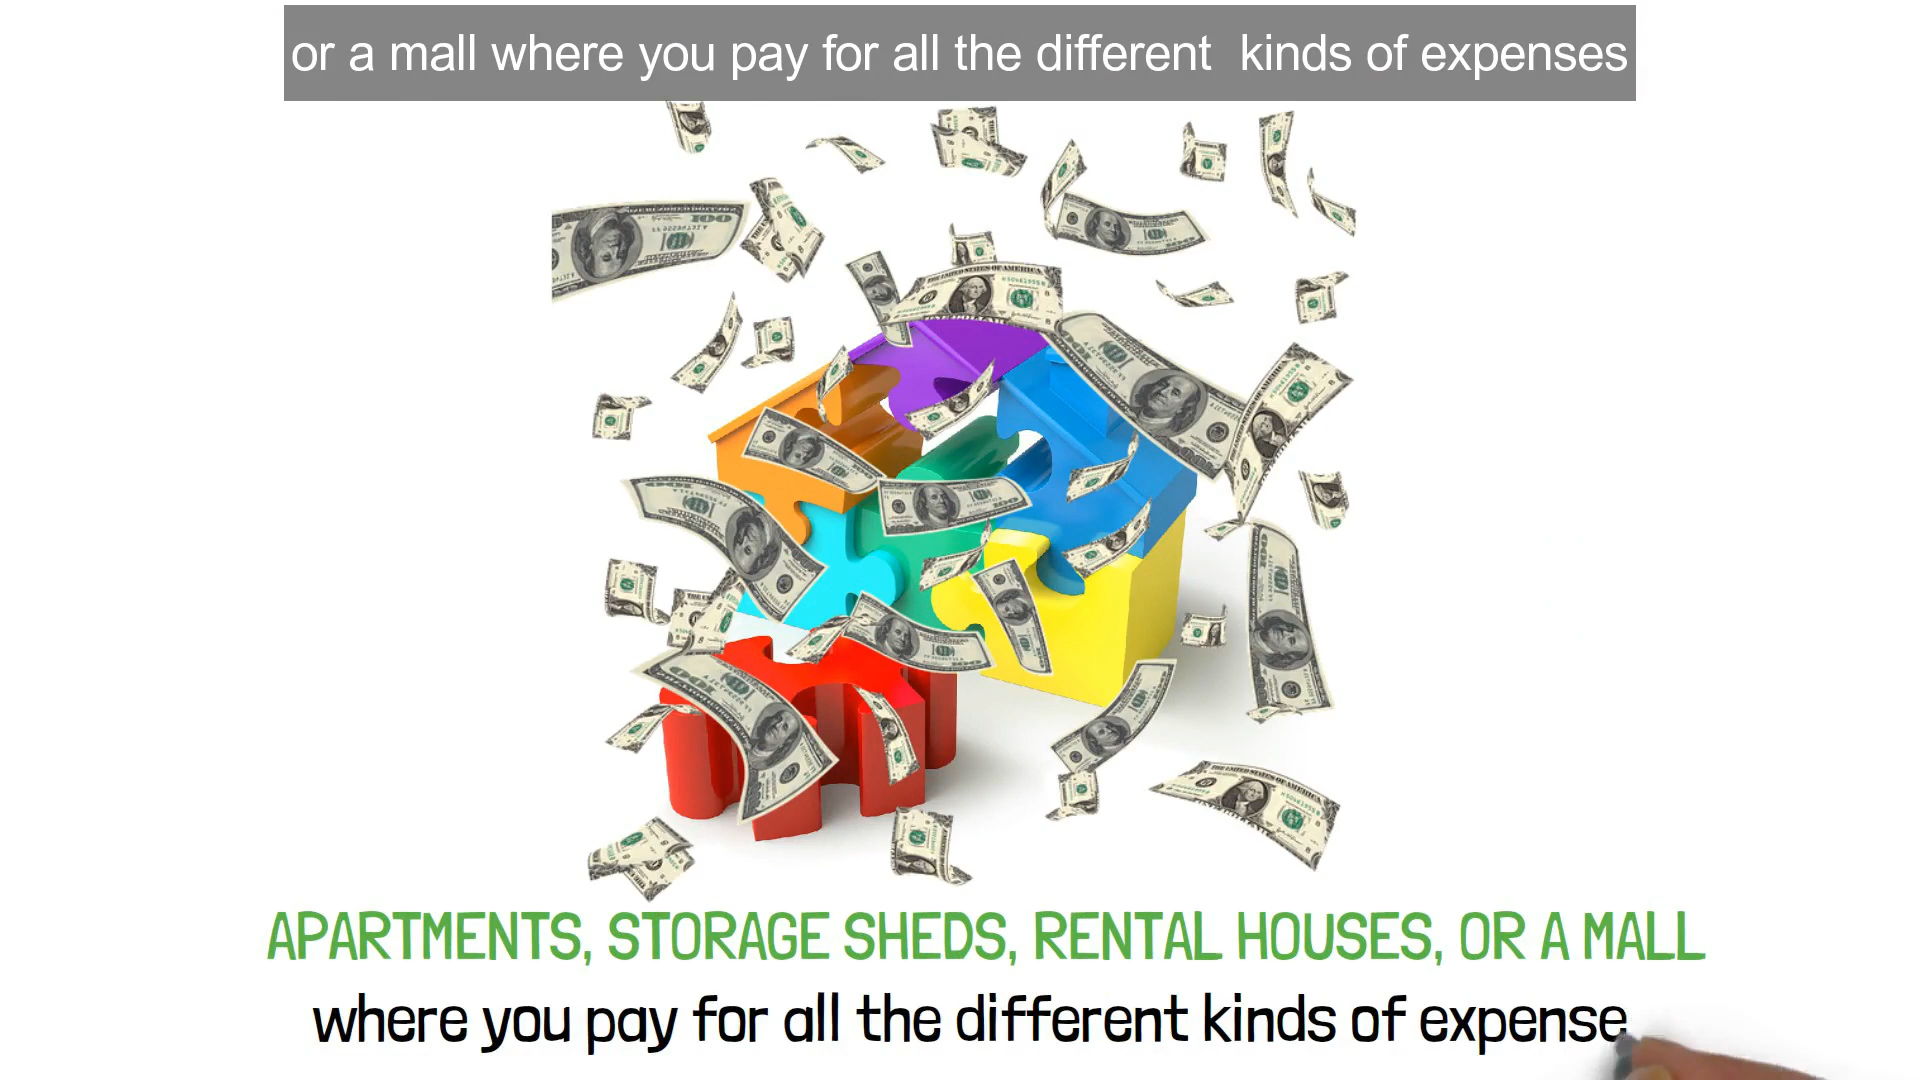 or a mall where you pay for all the different kinds of expenses
APARTMENTS, STORAGE SHEDS, RENTAL HOUSES, OR A MALL
where you pay for all the different kinds of expense